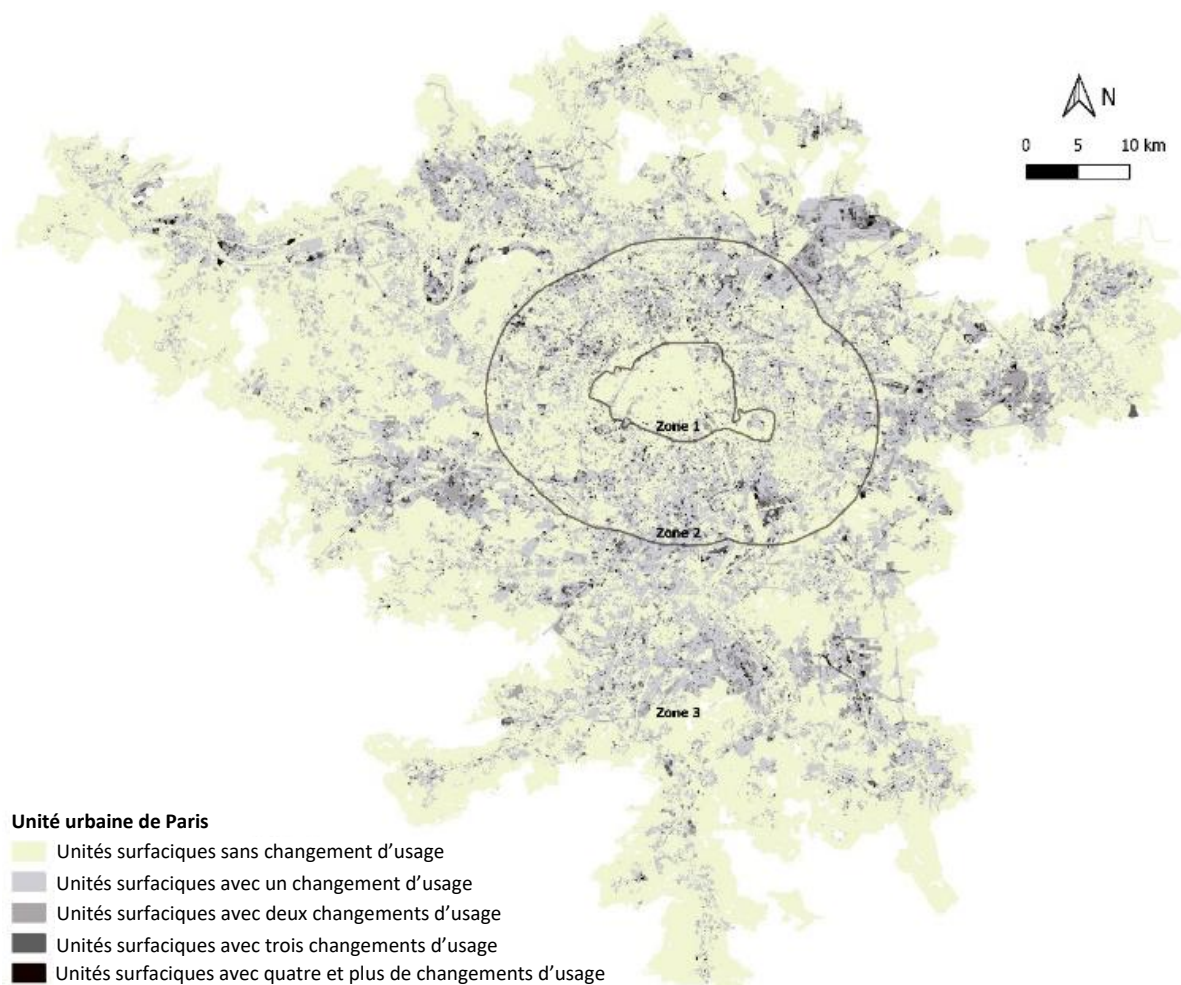 N
0 5 10 km
Zone 1
Zone 2
Zone 3
Unité urbaine de Paris
Unités surfaciques sans changement d’usage
Unités surfaciques avec un changement d’usage
Unités surfaciques avec deux changements d’usage
Unités surfaciques avec trois changements d’usage
Unités surfaciques avec quatre et plus de changements d’usage